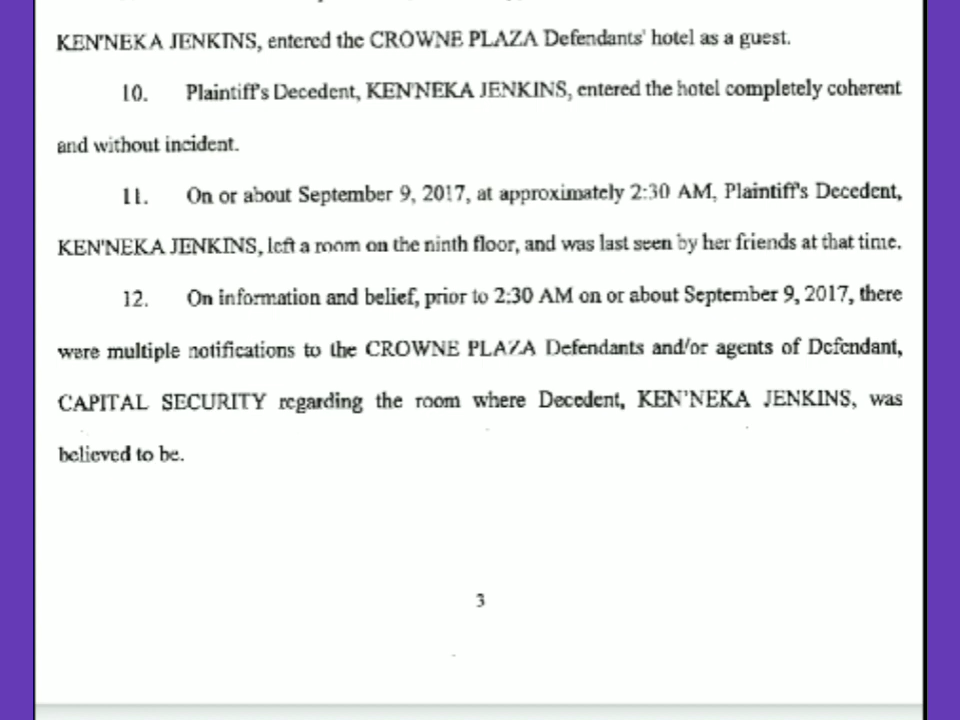 KEN'NEKA JENKINS, entered the CROWNE PLAZA Defendants' hotel as a guest.
10. Plaintiff's Decedent, KEN'NEKA JENKINS, entered the hotel completely coherent
and without incident.
11. On or about September 9, 2017, at approximately 2:30 AM, Plaintiff's Decedent,
KEN'NEKA JENKINS, left a room on the ninth floor, and was last seen by her friends at that time.
12. On information and belief, prior to 2:30 AM on or about September 9, 2017, there
were multiple notifications to the CROWNE PLAZA Defendants and/or agents of Defendant,
CAPITAL SECURITY regarding the room where Decedent, KEN'NEKA JENKINS, was
believed to be.
3